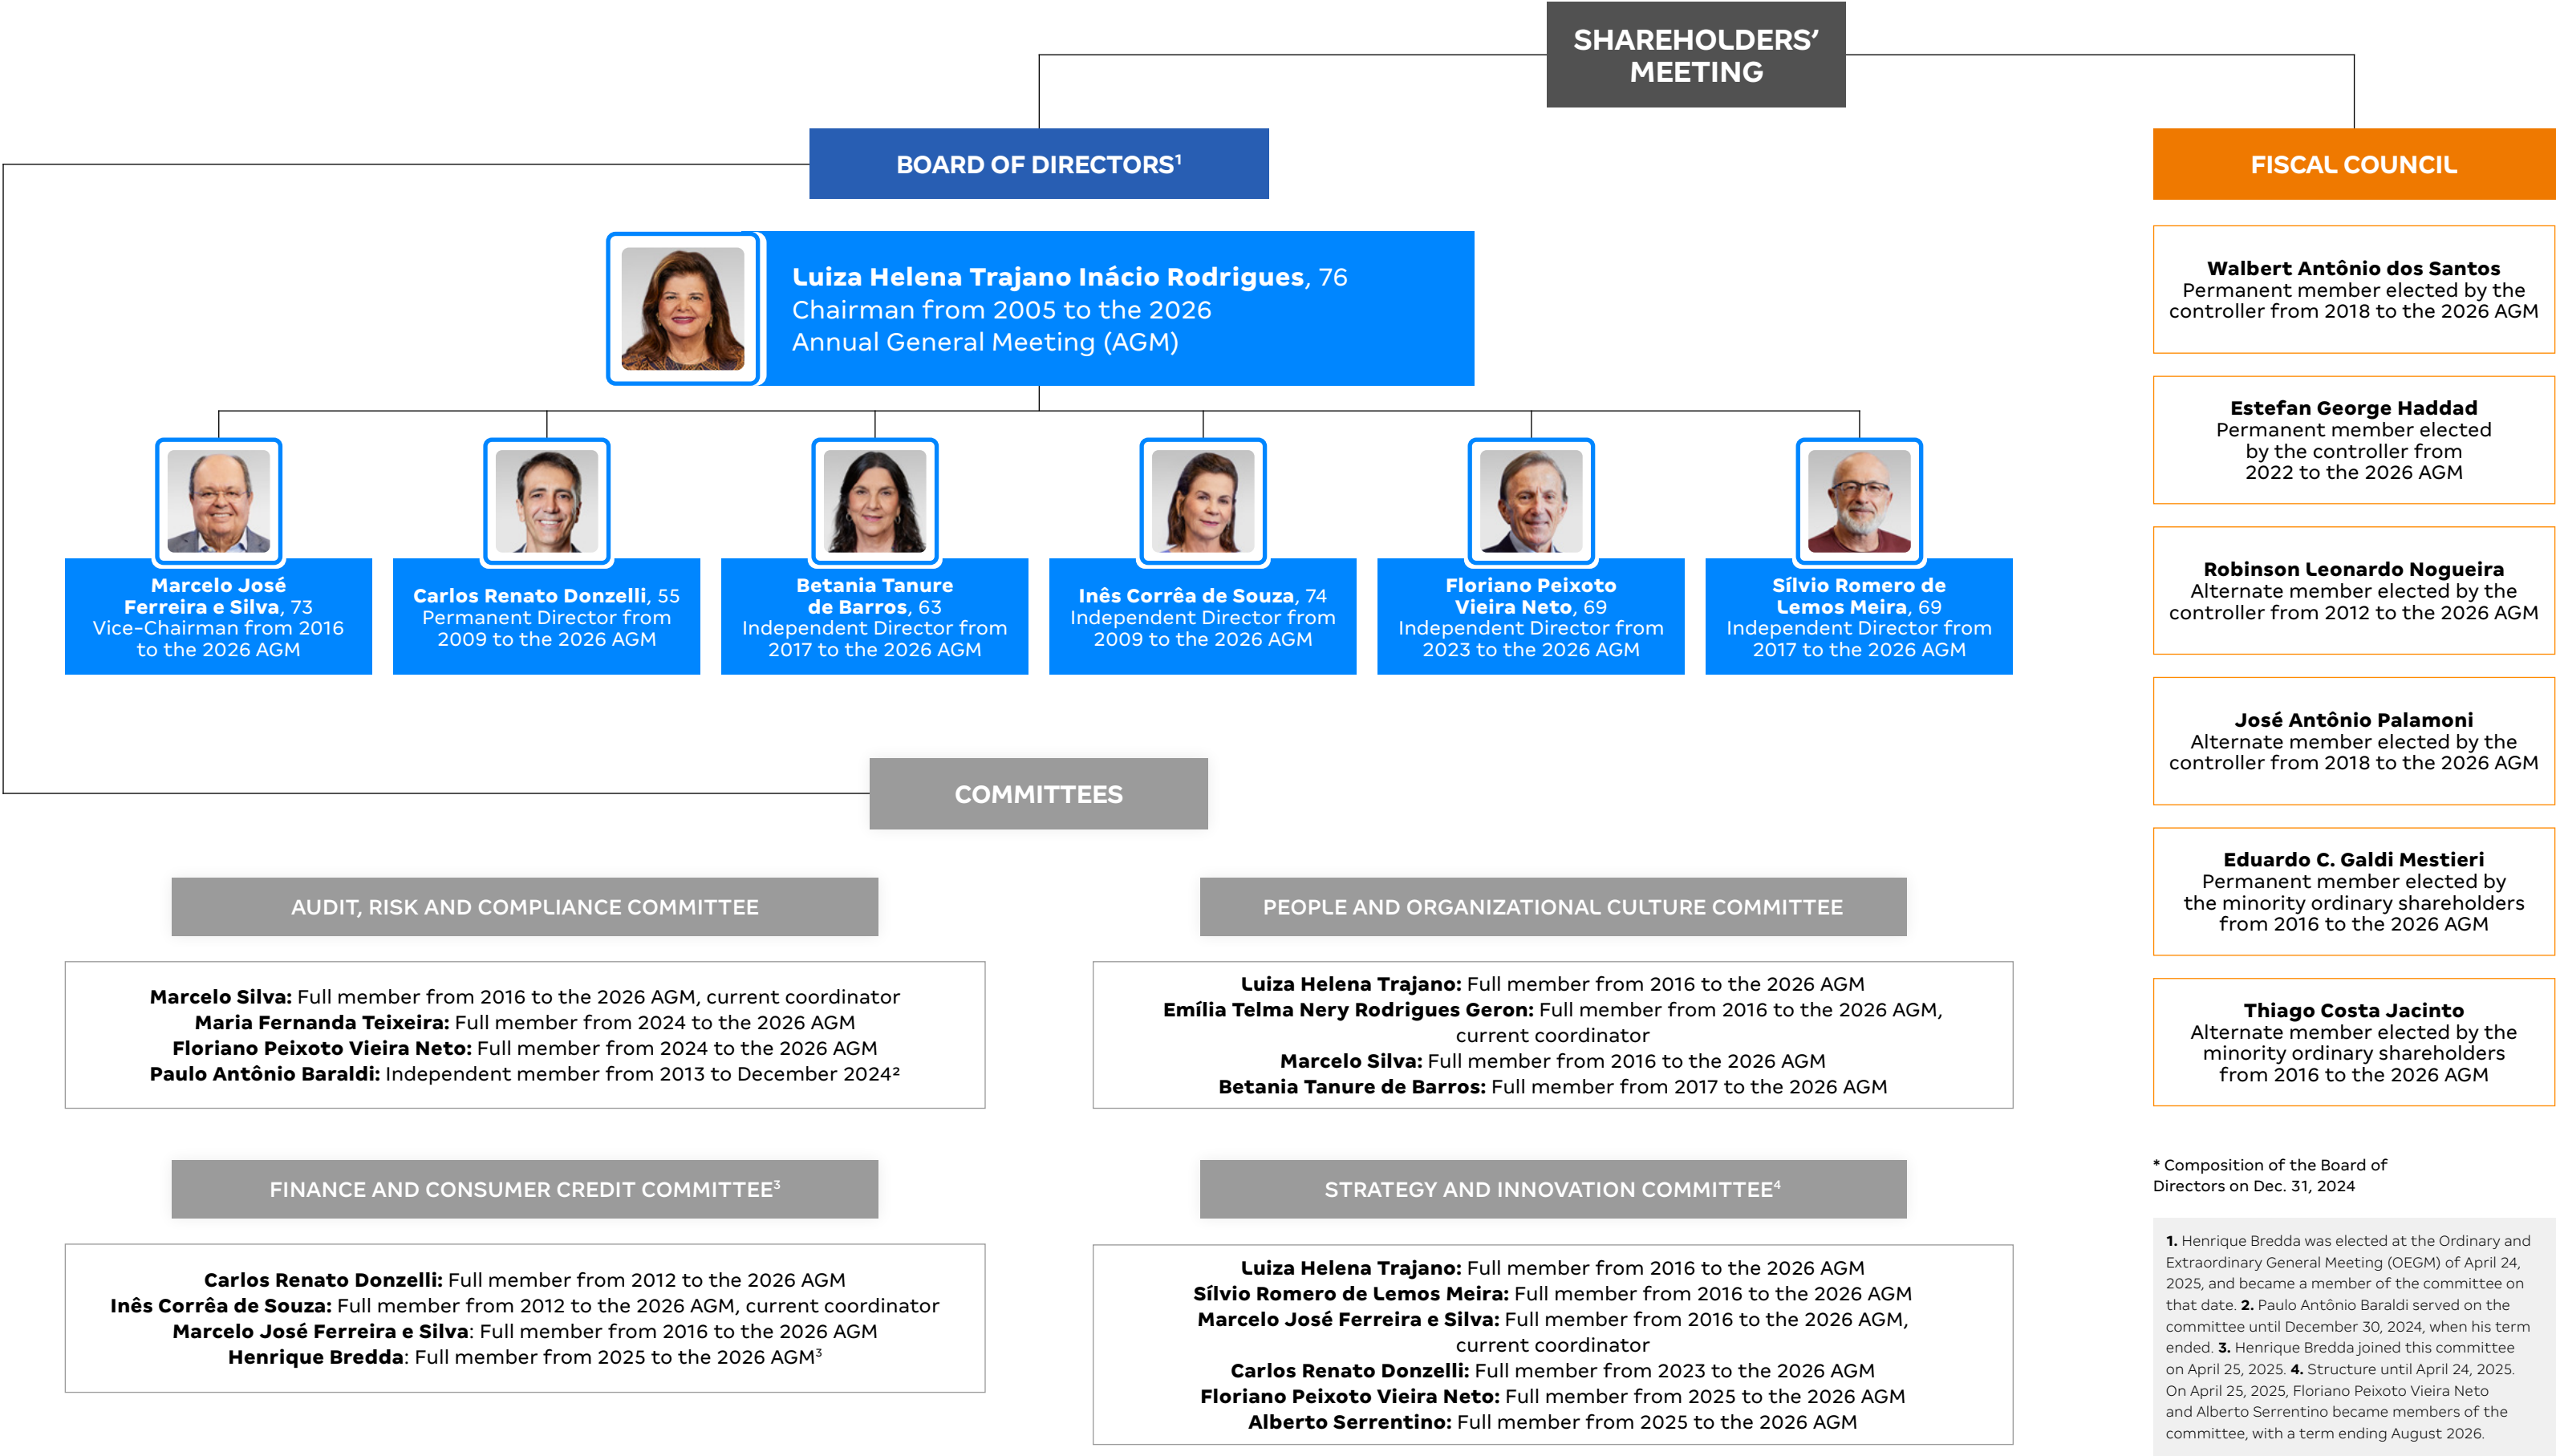 SHAREHOLDERS’
MEETING
BOARD OF DIRECTORS¹
Luiza Helena Trajano Inácio Rodrigues, 76
Chairman from 2005 to the 2026
Annual General Meeting (AGM)
Marcelo José
Ferreira e Silva, 73
Vice-Chairman from 2016
to the 2026 AGM
Carlos Renato Donzelli, 55
Permanent Director from
2009 to the 2026 AGM
Betania Tanure
de Barros, 63
Independent Director from
2017 to the 2026 AGM
Inês Corrêa de Souza, 74
Independent Director from
2009 to the 2026 AGM
Floriano Peixoto
Vieira Neto, 69
Independent Director from
2023 to the 2026 AGM
Sílvio Romero de
Lemos Meira, 69
Independent Director from
2017 to the 2026 AGM
COMMITTEES
AUDIT, RISK AND COMPLIANCE COMMITTEE
Marcelo Silva: Full member from 2016 to the 2026 AGM, current coordinator
Maria Fernanda Teixeira: Full member from 2024 to the 2026 AGM
Floriano Peixoto Vieira Neto: Full member from 2024 to the 2026 AGM
Paulo Antônio Baraldi: Independent member from 2013 to December 2024²
PEOPLE AND ORGANIZATIONAL CULTURE COMMITTEE
Luiza Helena Trajano: Full member from 2016 to the 2026 AGM
Emília Telma Nery Rodrigues Geron: Full member from 2016 to the 2026 AGM,
current coordinator
Marcelo Silva: Full member from 2016 to the 2026 AGM
Betania Tanure de Barros: Full member from 2017 to the 2026 AGM
FINANCE AND CONSUMER CREDIT COMMITTEE³
Carlos Renato Donzelli: Full member from 2012 to the 2026 AGM
Inês Corrêa de Souza: Full member from 2012 to the 2026 AGM, current coordinator
Marcelo José Ferreira e Silva: Full member from 2016 to the 2026 AGM
Henrique Bredda: Full member from 2025 to the 2026 AGM³
STRATEGY AND INNOVATION COMMITTEE⁴
Luiza Helena Trajano: Full member from 2016 to the 2026 AGM
Sílvio Romero de Lemos Meira: Full member from 2016 to the 2026 AGM
Marcelo José Ferreira e Silva: Full member from 2016 to the 2026 AGM,
current coordinator
Carlos Renato Donzelli: Full member from 2023 to the 2026 AGM
Floriano Peixoto Vieira Neto: Full member from 2025 to the 2026 AGM
Alberto Serrentino: Full member from 2025 to the 2026 AGM
FISCAL COUNCIL
Walbert Antônio dos Santos
Permanent member elected by the
controller from 2018 to the 2026 AGM
Estefan George Haddad
Permanent member elected
by the controller from
2022 to the 2026 AGM
Robinson Leonardo Nogueira
Alternate member elected by the
controller from 2012 to the 2026 AGM
José Antônio Palamoni
Alternate member elected by the
controller from 2018 to the 2026 AGM
Eduardo C. Galdi Mestieri
Permanent member elected by
the minority ordinary shareholders
from 2016 to the 2026 AGM
Thiago Costa Jacinto
Alternate member elected by the
minority ordinary shareholders
from 2016 to the 2026 AGM
* Composition of the Board of
Directors on Dec. 31, 2024
1. Henrique Bredda was elected at the Ordinary and
Extraordinary General Meeting (OEGM) of April 24,
2025, and became a member of the committee on
that date. 2. Paulo Antônio Baraldi served on the
committee until December 30, 2024, when his term
ended. 3. Henrique Bredda joined this committee
on April 25, 2025. 4. Structure until April 24, 2025.
On April 25, 2025, Floriano Peixoto Vieira Neto
and Alberto Serrentino became members of the
committee, with a term ending August 2026.